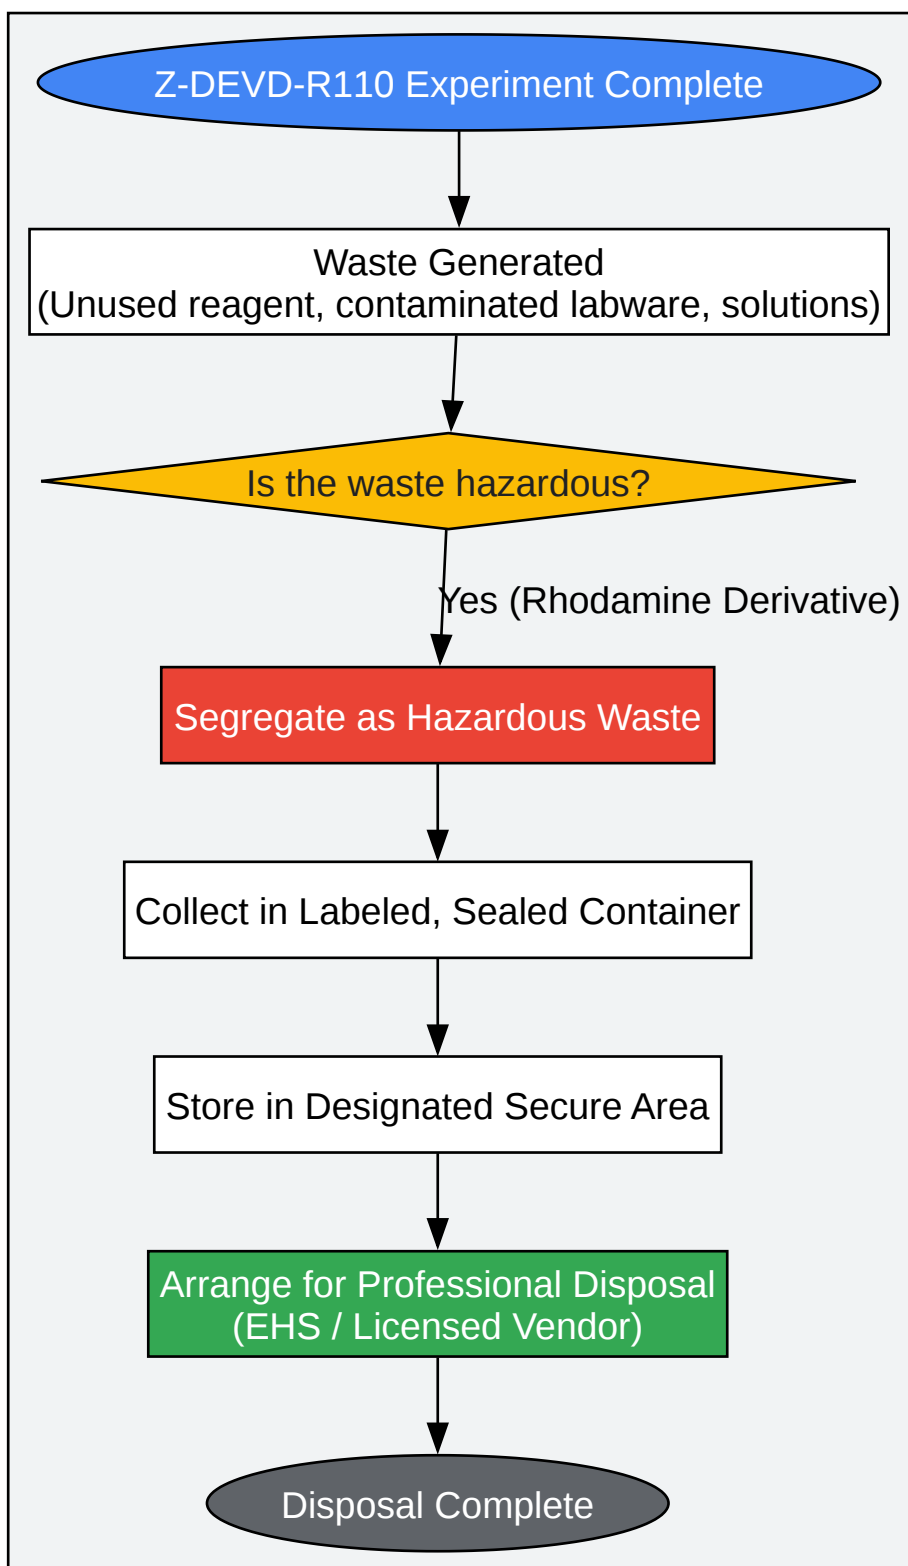 Z-DEVD-R110 Experiment Complete
Waste Generated
(Unused reagent, contaminated labware, solutions)
Is the waste hazardous?
Yes (Rhodamine Derivative)
Segregate as Hazardous Waste
Collect in Labeled, Sealed Container
Store in Designated Secure Area
Arrange for Professional Disposal
(EHS / Licensed Vendor)
Disposal Complete